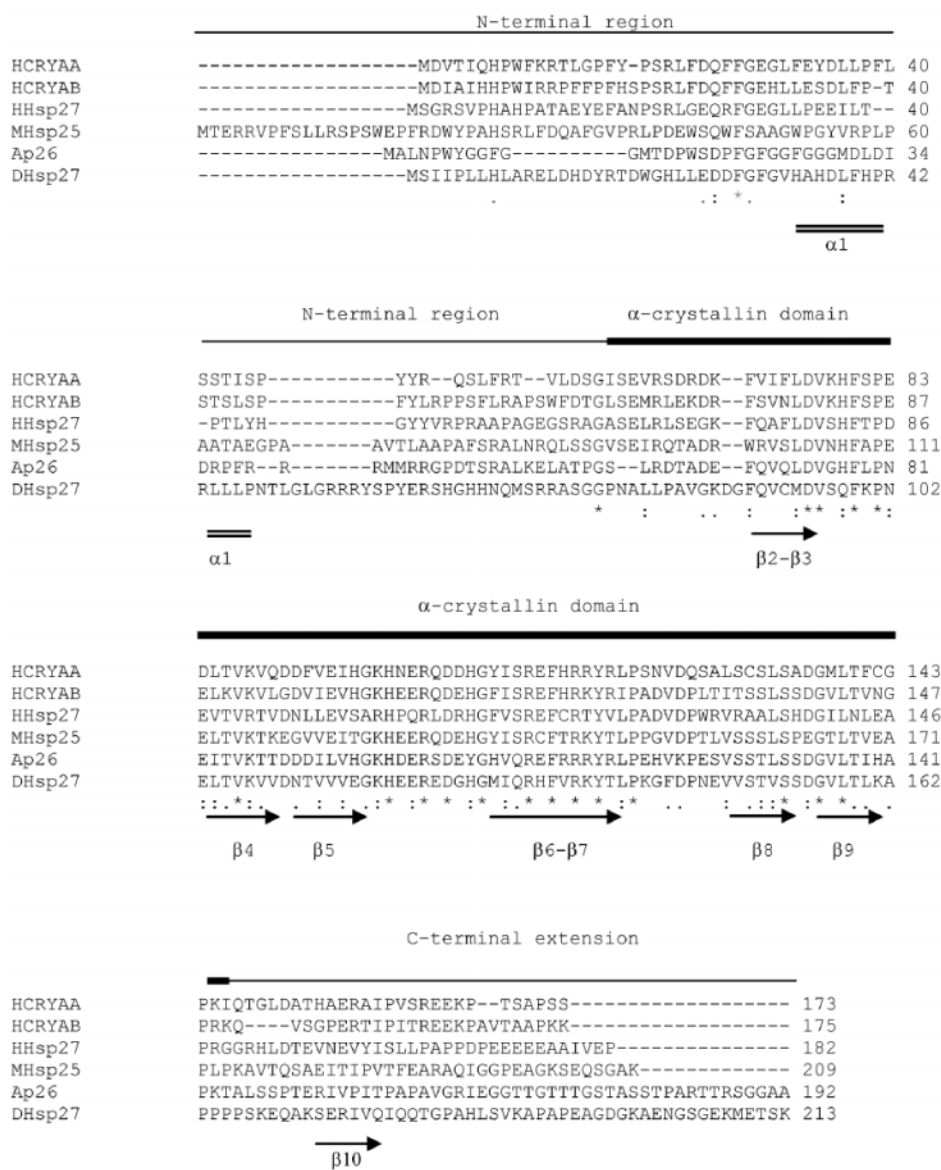 N-terminal region
HCRYAA ------------------MDVTIQHPWFKRTLGPFY-PSRLFDQFFGEGLFEYDLLPFL 40
HCRYAB ------------------MDIAIHHPWIRRPFFPFHSPSRLFDQFFGEHLLESDLFP-T 40
HHsp27 ------------------MSGRSVPHAHPATAEYEFANPSRLGEQRFGEGLLPEEILT-- 40
MHsp25 MTERRVPFSLLRSPSWEPFRDWYPAHSRLFDQAFGVPRLPDEWSQWFSAAGWPGYVRPLP 60
Ap26 ----------------MALNPWYGGFG----------GMTDPWSDPFGFGGFGGGMDLDI 34
DHsp27 ------------------MSIIPLLHLARELDHDYRTDWGHLLEDDFGFGVHAHDLFHPR 42
. .: *. :
α1
N-terminal region α-crystallin domain
HCRYAA SSTISP-----------YYR--QSLFRT--VLDSGISEVRSDRDK--FVIFLDVKHFSPE 83
HCRYAB STSLSP-----------FYLRPPSFLRAPSWFDTGLSEMRLEKDR--FSVNLDVKHFSPE 87
HHsp27 -PTLYH-----------GYYVRPRAAPAGEGSRAGASELRLSEGK--FQAFLDVSHFTPD 86
MHsp25 AATAEGPA---------AVTLAAPAFSRALNRQLSSGVSEIRQTADR--WRVSLDVNHFAPE 111
Ap26 DRPFR--R---------RMMRRGPDTSRALKELATPGS--LRDTADE--FQVQLDVGHFLPN 81
DHsp27 RLLLPNTLGLGRRRYSPYERSHGHHNQMSRRASGGPNALLPAVGKDGFQVCMDVSQFKPN 102
* : .. : :** :* *:
α1 β2-β3
α-crystallin domain
HCRYAA DLTVKVQDDFVEIHGKHNERQDDHGYISREFHRRYRLPSNVDQSALSCSLSADGMLTFCG 143
HCRYAB ELKVKVLGDVIEVHGKHEERQDEHGFISREFHRKYRIPADVDPLTITSSLSSDGVLTVNG 147
HHsp27 EVTVRTVDNLLEVSARHPQRLDRHGFVSREFCRTYVLPADVDPWRVRAALSHDGILNLEA 146
MHsp25 ELTVKTKEGVVEITGKHEERQDEHGYISRCFTRKYTLPPGVDPTLVSSSLSPEGTLTVEA 171
Ap26 EITVKTTDDDILVHGKHDERSDEYGHVQREFRRRYRLPEHVKPESVSSTLSSDGVLTIHA 141
DHsp27 ELTVKVVDNTVVVEGKHEEREDGHGMIQRHFVRKYTLPKGFDPNEVVSTVSSDGVLTLKA 162
::.*:. . : : .:* :* * :* :.* * * * :* .. : .::* :* *.. .
β4 β5 β6-β7 β8 β9
C-terminal extension
HCRYAA PKIQTGLDATHAERAIPVSREEKP--TSAPSS------------------- 173
HCRYAB PRKQ----VSGPERTIPITREEKPAVTAAPKK------------------- 175
HHsp27 PRGGRHLDTEVNEVYISLLPAPPDPEEEEEAAIVEP--------------- 182
MHsp25 PLPKAVTQSAEITIPVTFEARAQIGGPEAGKSEQSGAK------------- 209
Ap26 PKTALSSPTERIVPITPAPAVGRIEGGTTGTTTGSTASSTPARTTRSGGAA 192
DHsp27 PPPPSKEQAKSERIVQIQQTGPAHLSVKAPAPEAGDGKAENGSGEKMETSK 213
β10